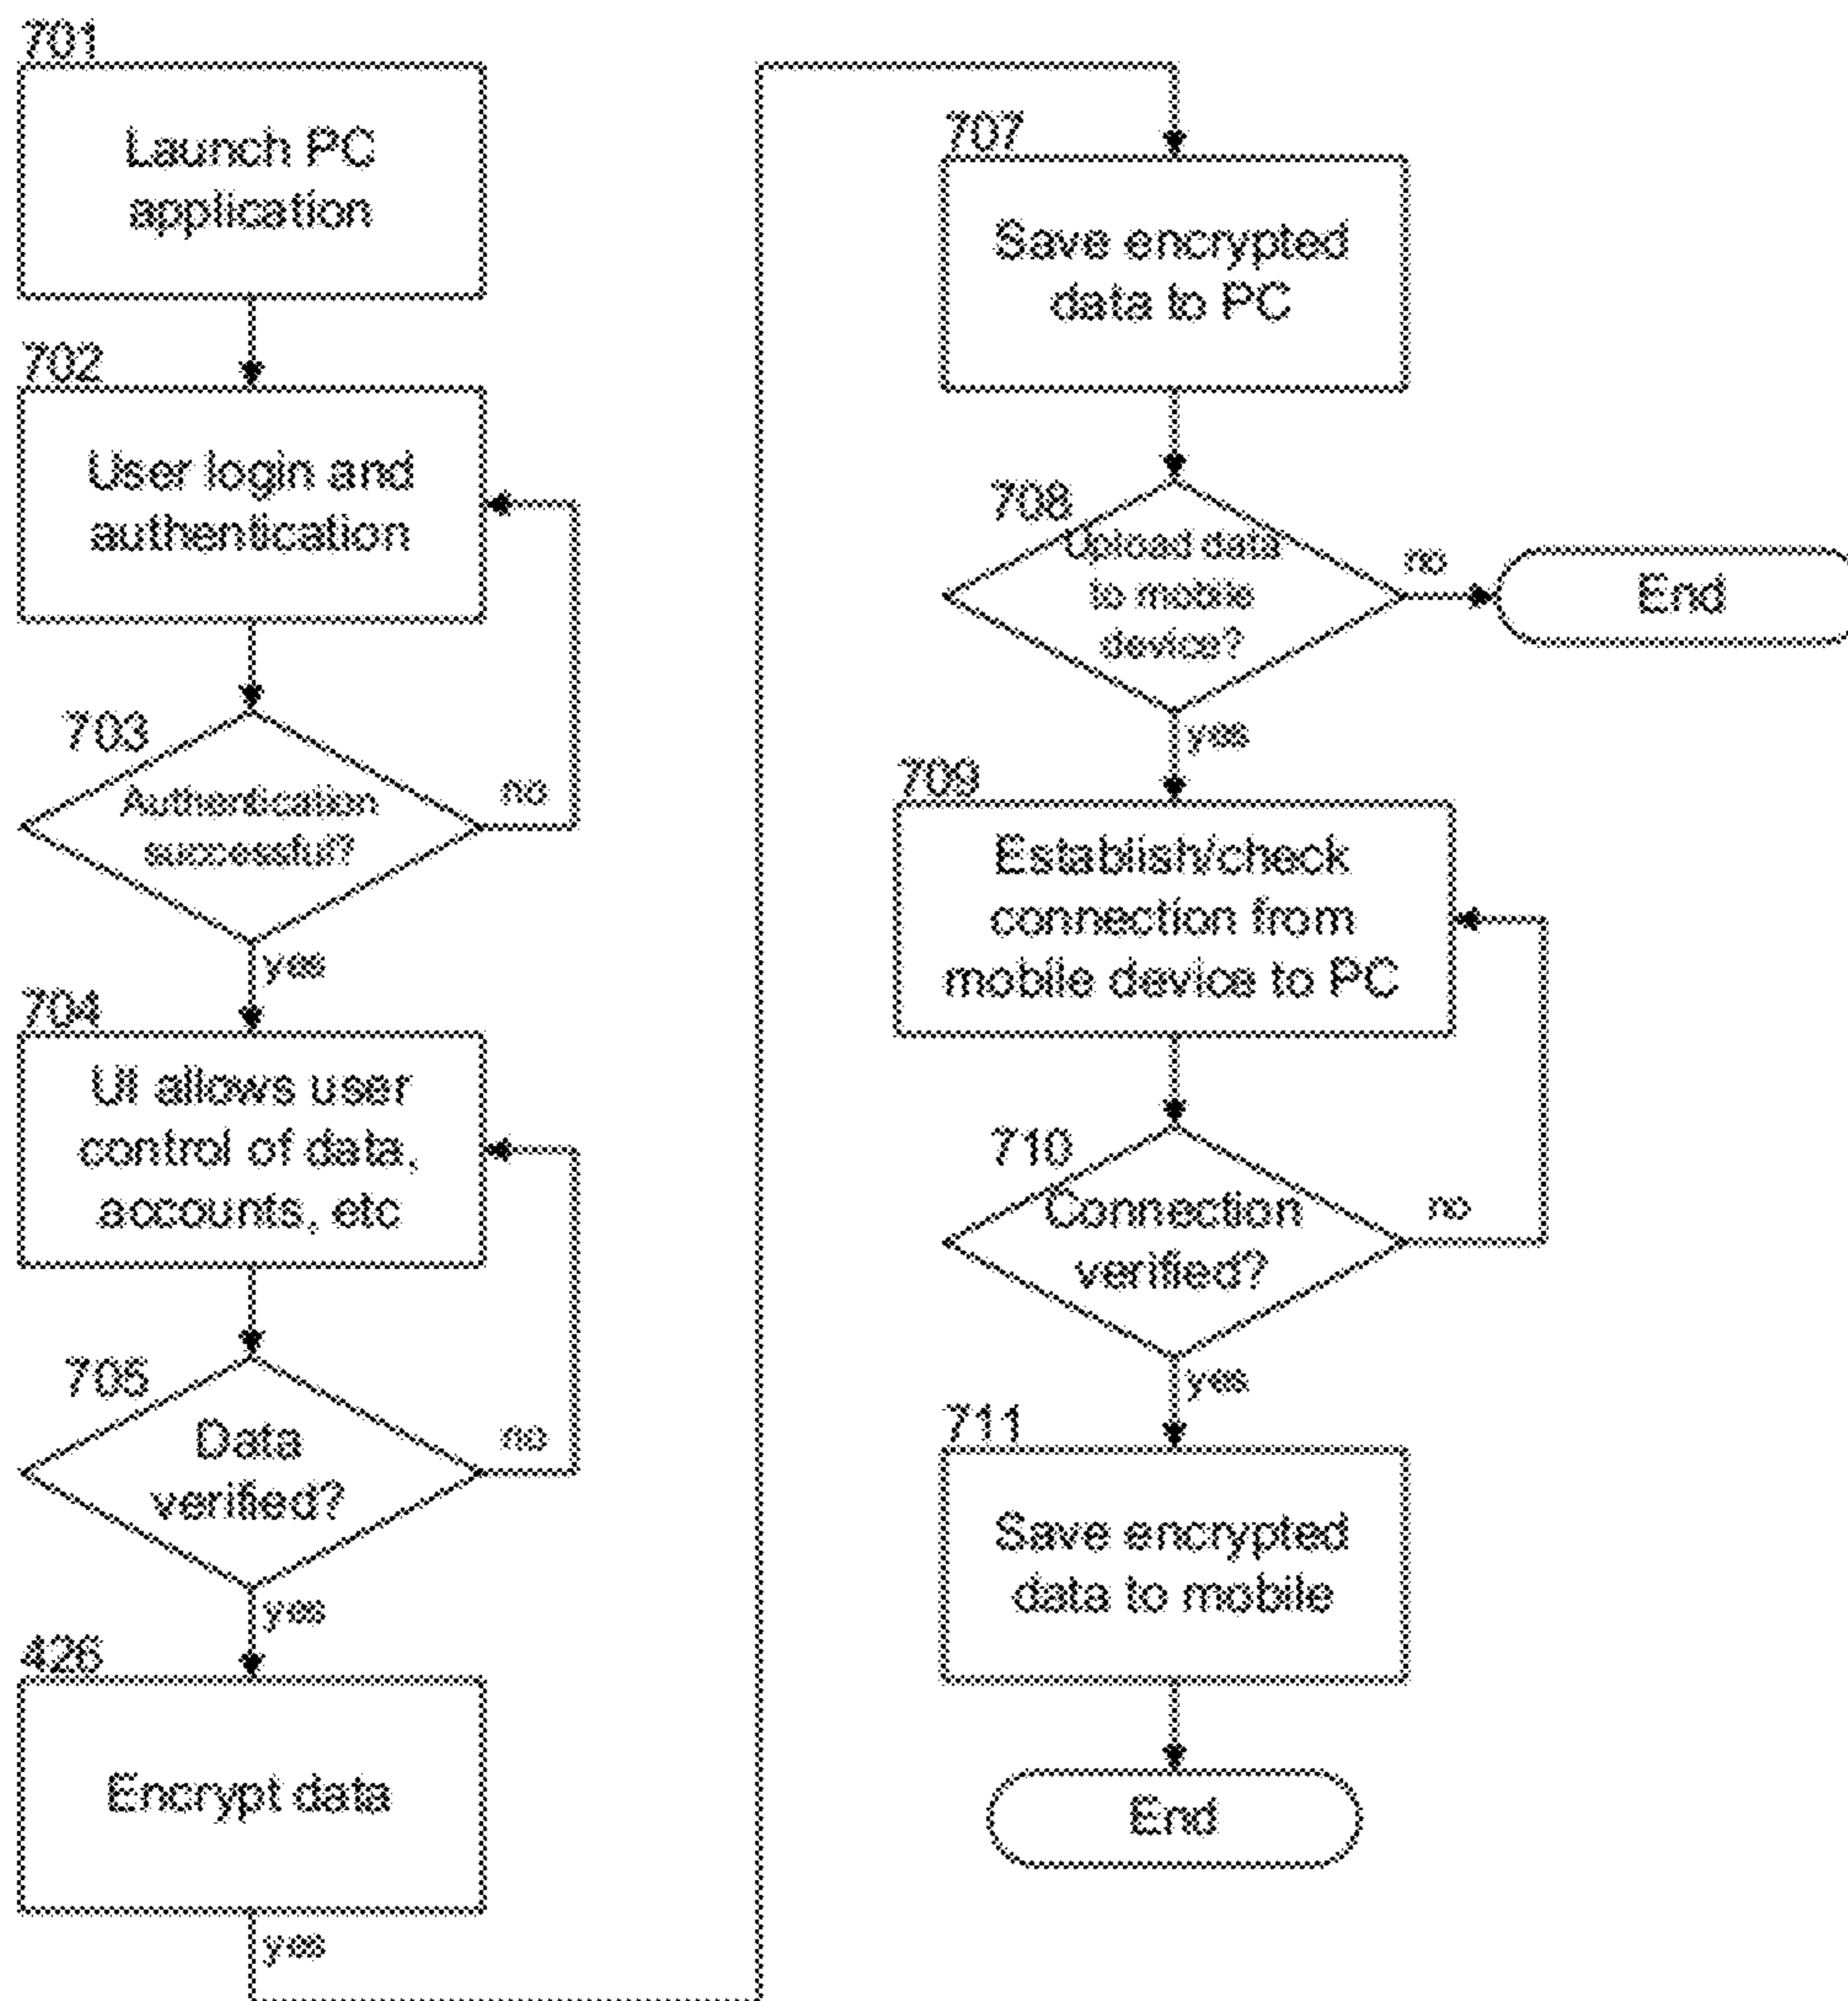 701
Launch PC
application
702
User login and
authentication
703
Authentication
successful?
no
yes
704
UI allows user
control of data,
accounts, etc
705
Data
verified?
no
yes
426
Encrypt data
yes
707
Save encrypted
data to PC
708
Upload data
to mobile
device?
no
End
yes
709
Establish/check
connection from
mobile device to PC
710
Connection
verified?
no
yes
711
Save encrypted
data to mobile
End